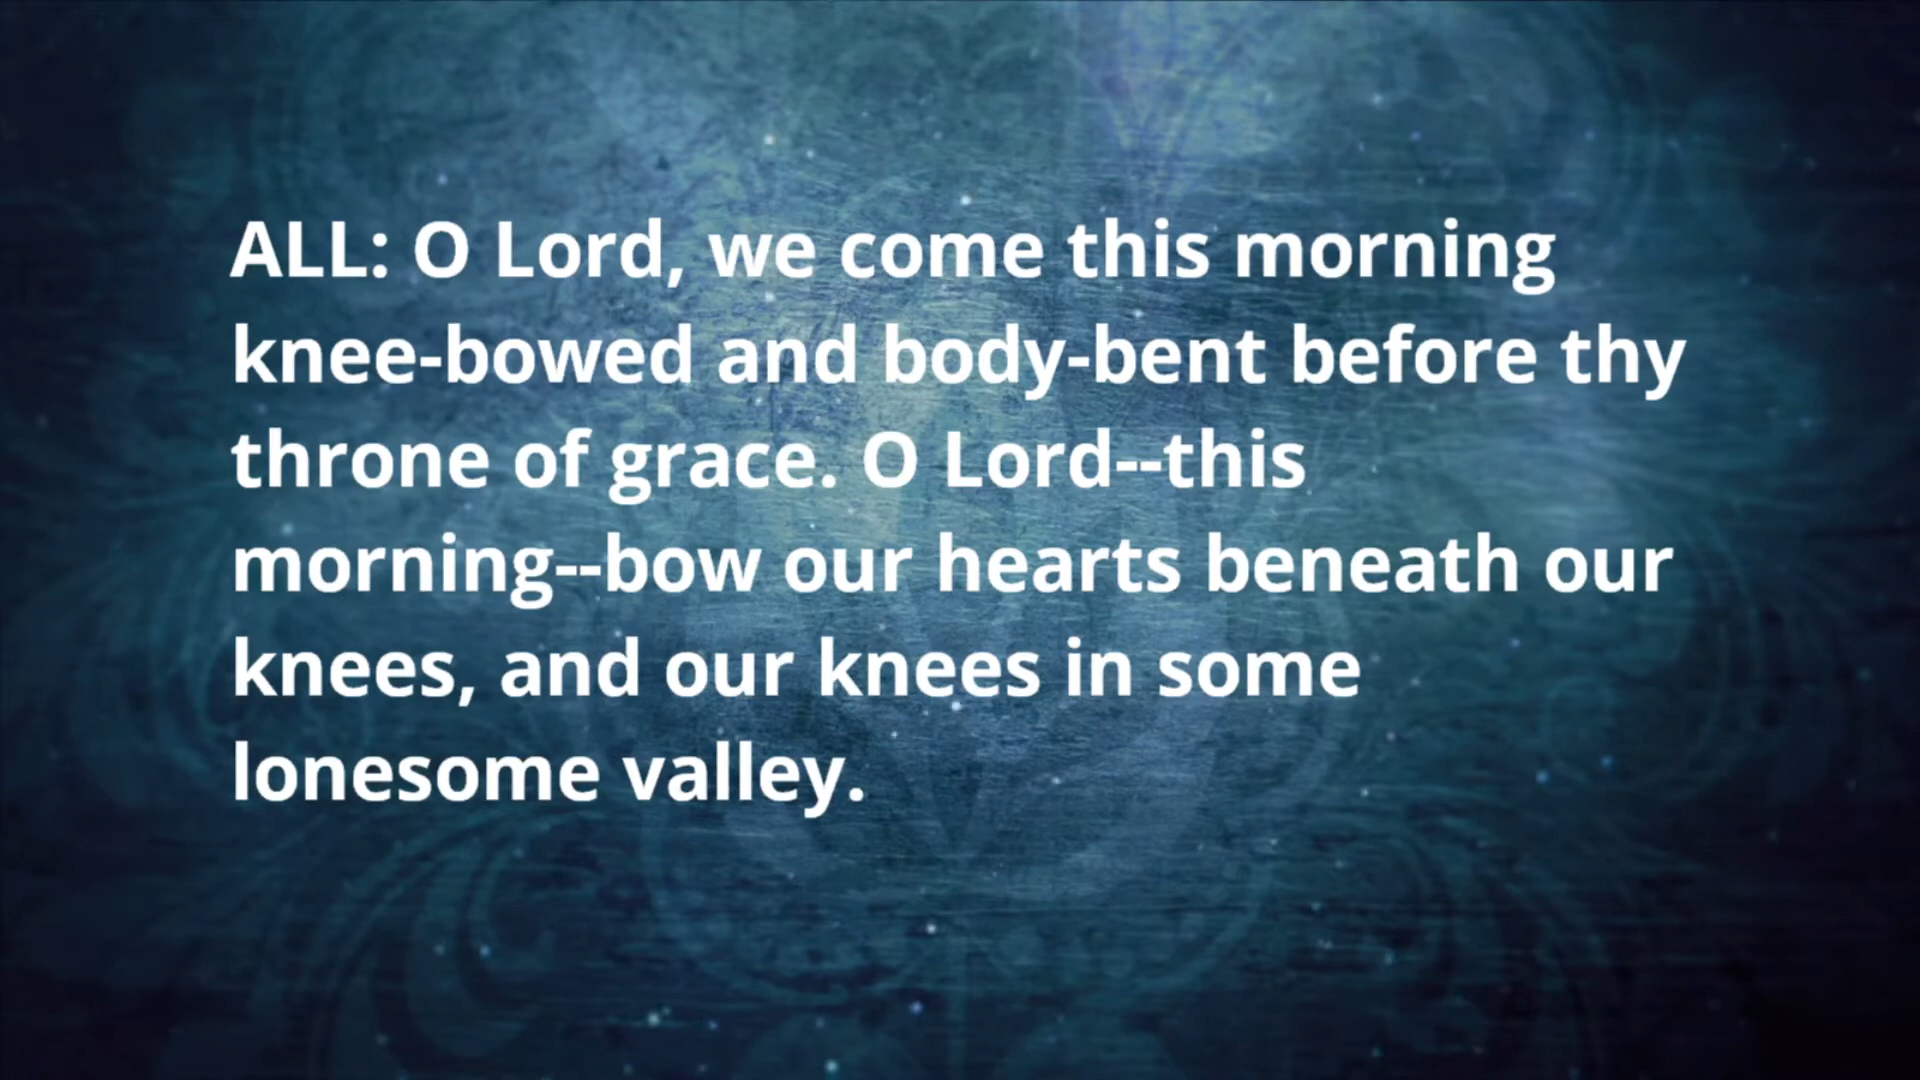 ALL: O Lord, we come this morning
knee-bowed and body-bent before thy
throne of grace. O Lord--this
morning--bow our hearts beneath our
knees, and our knees in some
lonesome valley.